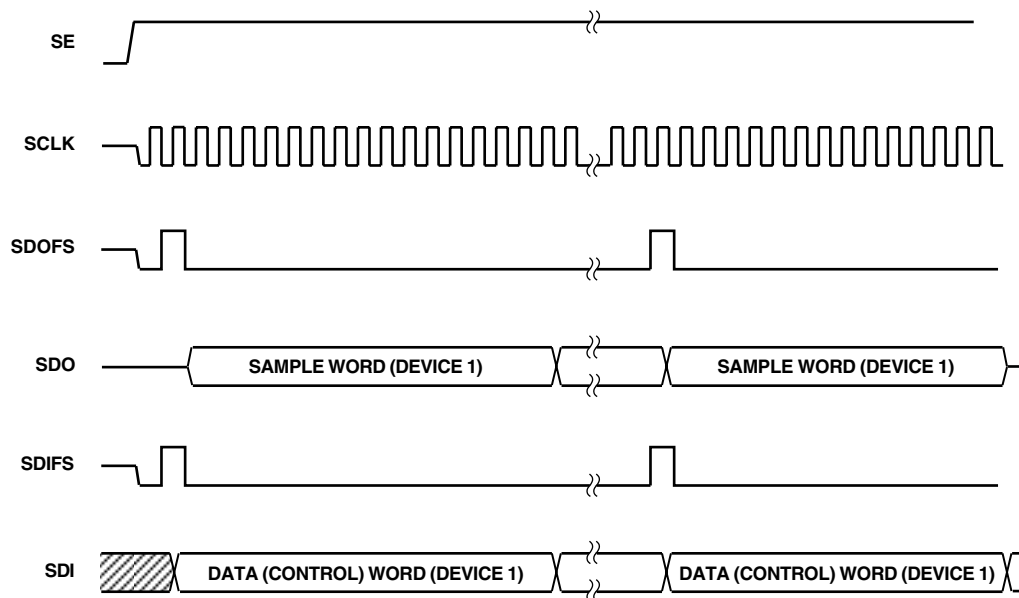 SE
SCLK
SDOFS
SDO
SAMPLE WORD (DEVICE 1)
SAMPLE WORD (DEVICE 1)
SDIFS
SDI
DATA (CONTROL) WORD (DEVICE 1)
DATA (CONTROL) WORD (DEVICE 1)